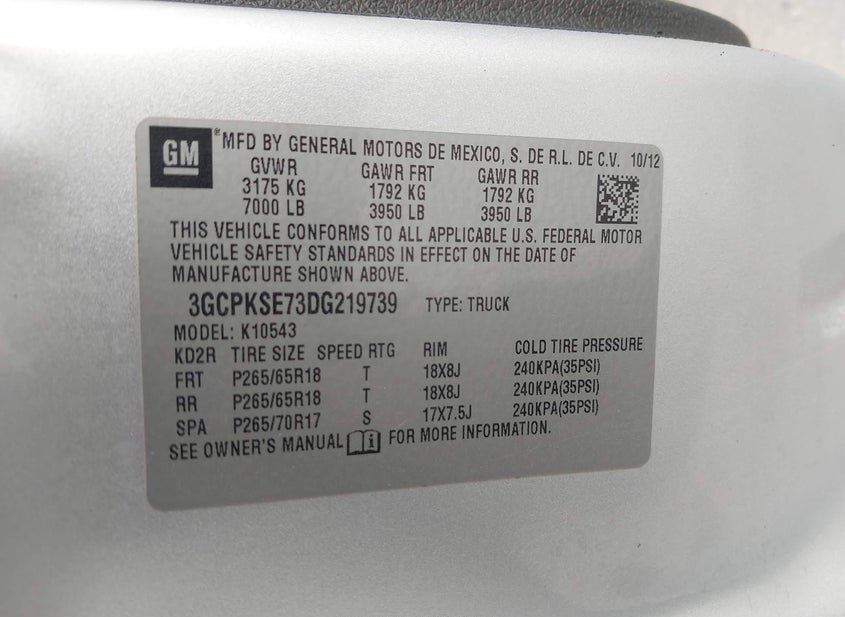 GM
® MFD BY GENERAL MOTORS DE MEXICO, S. DE R.L. DE C.V. 10/12
GVWR GAWR FRT GAWR RR
3175 KG 1792 KG 1792 KG
7000 LB 3950 LB 3950 LB
THIS VEHICLE CONFORMS TO ALL APPLICABLE U.S. FEDERAL MOTOR
VEHICLE SAFETY STANDARDS IN EFFECT ON THE DATE OF
MANUFACTURE SHOWN ABOVE.
3GCPKSE73DG219739 TYPE: TRUCK
MODEL: K10543
KD2R TIRE SIZE SPEED RTG RIM COLD TIRE PRESSURE
FRT P265/65R18 T 18X8J 240KPA(35PSI)
RR P265/65R18 T 18X8J 240KPA(35PSI)
SPA P265/70R17 S 17X7.5J 240KPA(35PSI)
SEE OWNER'S MANUAL i FOR MORE INFORMATION.